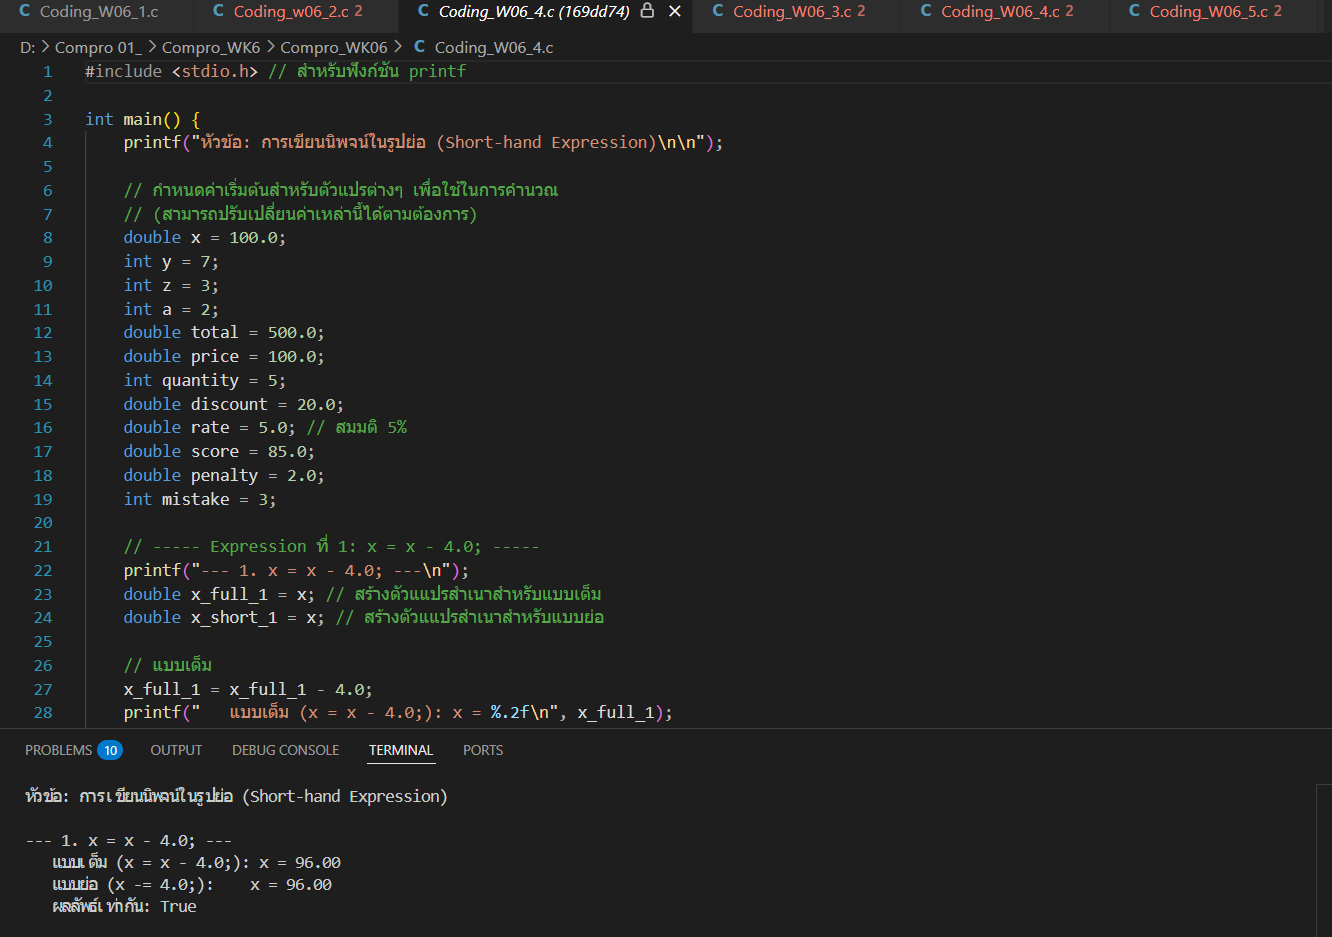 C Coding_W06_1.c C Coding_w06_2.c 2 C Coding_W06_4.c (169dd74) C Coding_W06_3.c 2 C Coding_W06_4.c 2 C Coding_W06_5.c 2
D: > Compro 01_ > Compro_WK6 > Compro_WK06 > C Coding_W06_4.c
1 #include <stdio.h> // สำหรับฟังก์ชัน printf
2
3 int main() {
4 printf("หัวข้อ: การเขียนนิพจน์ในรูปย่อ (Short-hand Expression)\n\n");
5
6 // กำหนดค่าเริ่มต้นสำหรับตัวแปรต่างๆ เพื่อใช้ในการคำนวณ
7 // (สามารถปรับเปลี่ยนค่าเหล่านี้ได้ตามต้องการ)
8 double x = 100.0;
9 int y = 7;
10 int z = 3;
11 int a = 2;
12 double total = 500.0;
13 double price = 100.0;
14 int quantity = 5;
15 double discount = 20.0;
16 double rate = 5.0; // สมมติ 5%
17 double score = 85.0;
18 double penalty = 2.0;
19 int mistake = 3;
20
21 // ----- Expression ที่ 1: x = x - 4.0; -----
22 printf("--- 1. x = x - 4.0; ---\n");
23 double x_full_1 = x; // สร้างตัวแปรสำเนาสำหรับแบบเต็ม
24 double x_short_1 = x; // สร้างตัวแปรสำเนาสำหรับแบบย่อ
25
26 // แบบเต็ม
27 x_full_1 = x_full_1 - 4.0;
28 printf("   แบบเต็ม (x = x - 4.0;): x = %.2f\n", x_full_1);
PROBLEMS 10 OUTPUT DEBUG CONSOLE TERMINAL PORTS
หัวข้อ: การเขียนนิพจน์ในรูปย่อ (Short-hand Expression)
--- 1. x = x - 4.0; ---
แบบเต็ม (x = x - 4.0;): x = 96.00
แบบย่อ (x -= 4.0;):    x = 96.00
ผลลัพธ์เท่ากัน: True